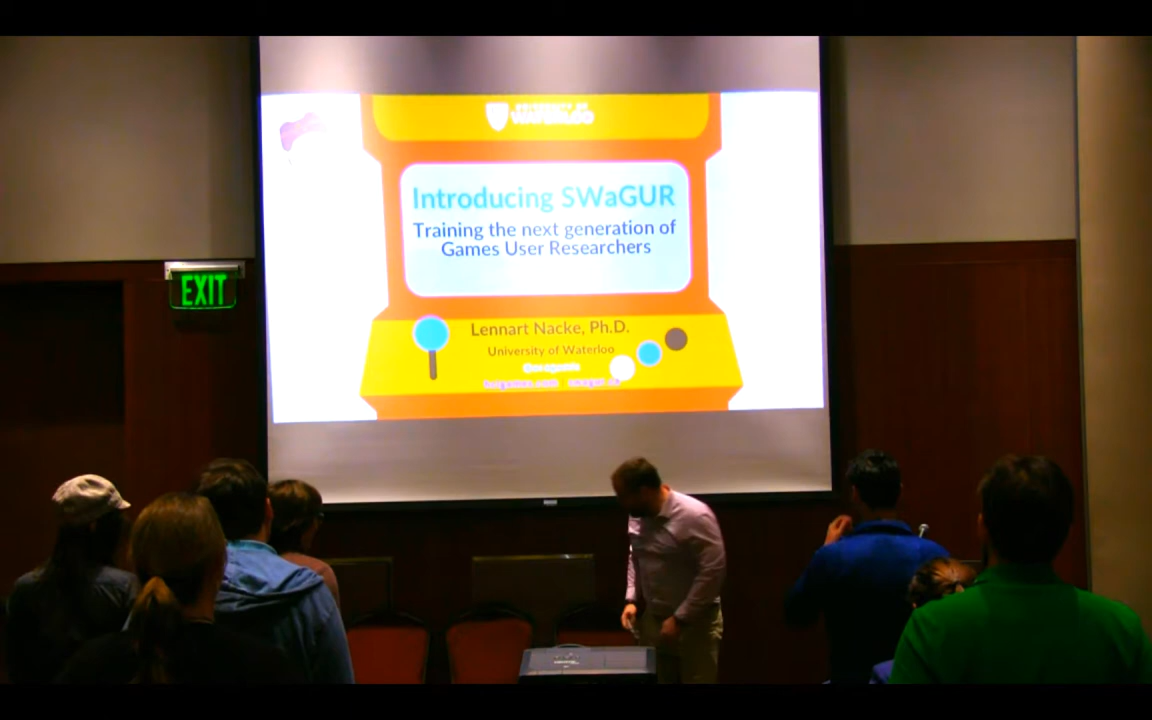 UNIVERSITY OF
WATERLOO
Introducing SWaGUR
Training the next generation of
Games User Researchers
EXIT
Lennart Nacke, Ph.D.
University of Waterloo